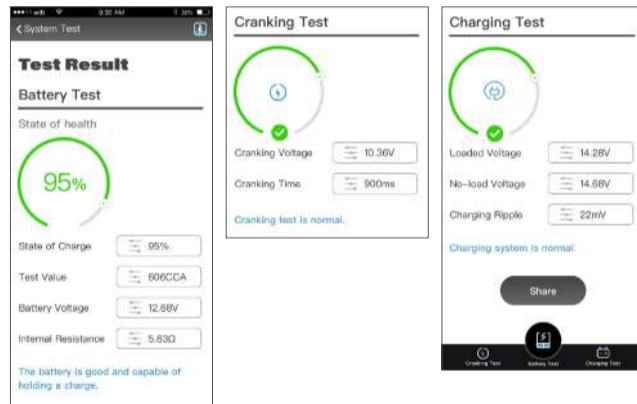 wifi 9:30 AM
System Test
Test Result
Battery Test
State of health
95%
State of Charge 95%
Test Value 606CCA
Battery Voltage 12.68V
Internal Resistance 5.83Ω
The battery is good and capable of
holding a charge.
Cranking Test
Cranking Voltage 10.36V
Cranking Time 900ms
Cranking test is normal.
Charging Test
Loaded Voltage 14.28V
No-load Voltage 14.68V
Charging Ripple 22mV
Charging system is normal.
Share
Cranking Test Battery Test Charging Test